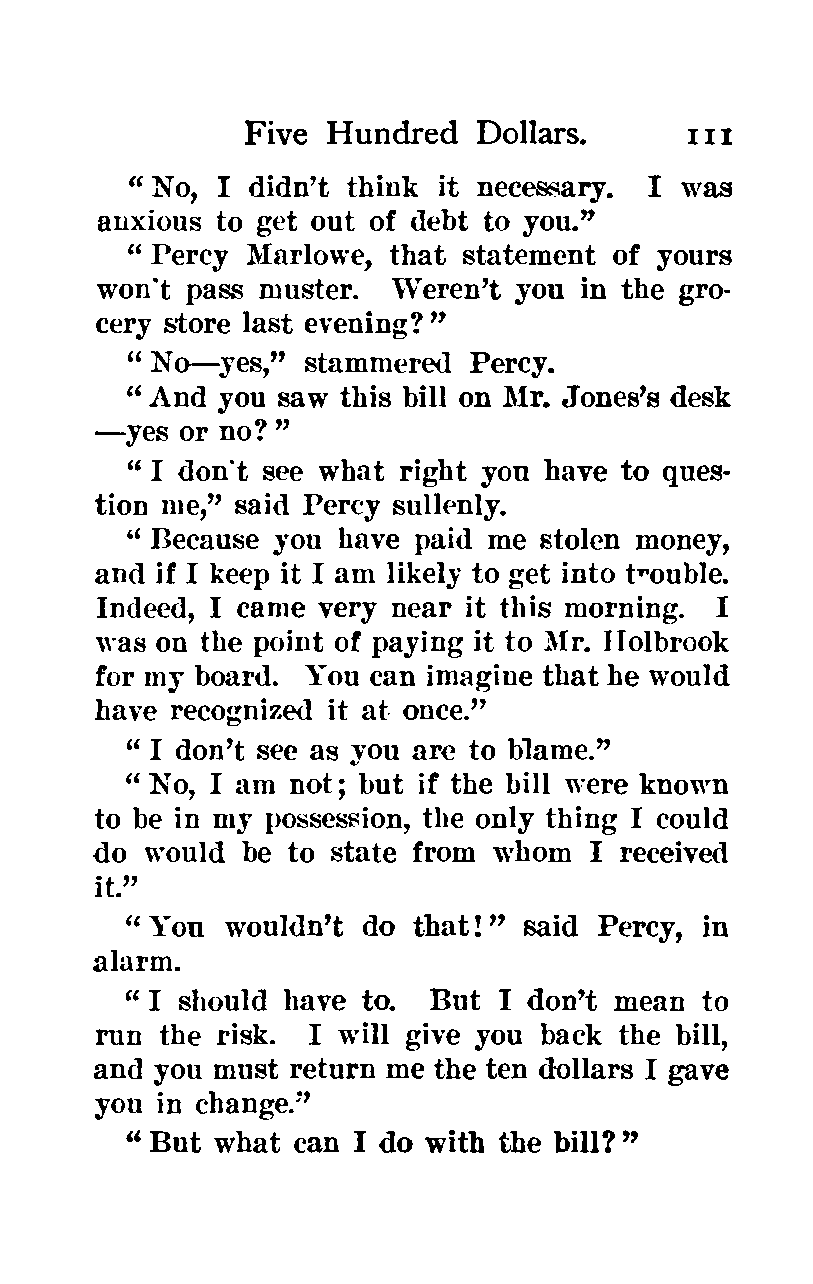 Five Hundred Dollars. 111
“No, I didn’t think it necessary. I was
anxious to get out of debt to you.”
“Percy Marlowe, that statement of yours
won't pass muster. Weren’t you in the gro-
cery store last evening?”
“No—yes,” stammered Percy.
“And you saw this bill on Mr. Jones’s desk
—yes or no?”
“I don't see what right you have to ques-
tion me,” said Percy sullenly.
“Because you have paid me stolen money,
and if I keep it I am likely to get into trouble.
Indeed, I came very near it this morning. I
was on the point of paying it to Mr. Holbrook
for my board. You can imagine that he would
have recognized it at once.”
“I don’t see as you are to blame.”
“No, I am not; but if the bill were known
to be in my possession, the only thing I could
do would be to state from whom I received
it.”
“You wouldn’t do that!” said Percy, in
alarm.
“I should have to. But I don’t mean to
run the risk. I will give you back the bill,
and you must return me the ten dollars I gave
you in change.”
“But what can I do with the bill?”